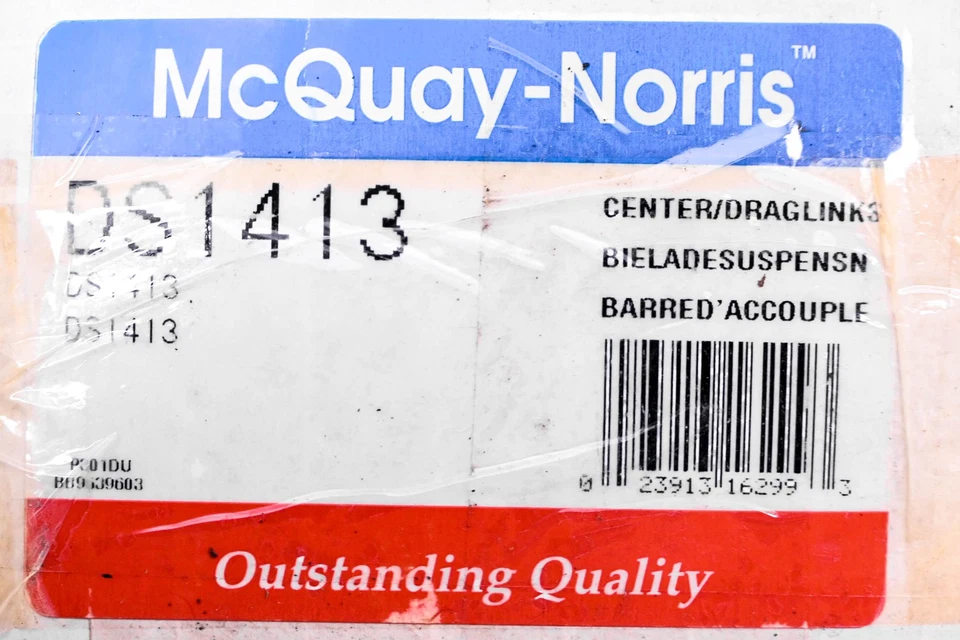 McQuay-Norris™
DS1413
DS1413
DS1413
CENTER/DRAGLINKS
BIELADESUSPENSN
BARRED'ACCOUPLE
0 23913 16299 3
Outstanding Quality